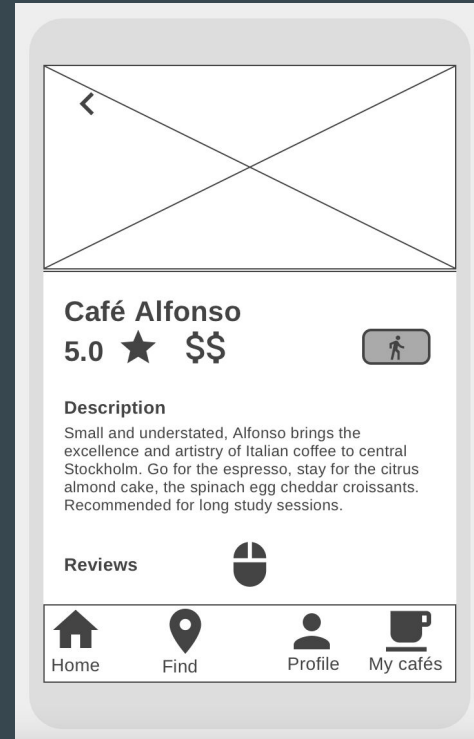 Café Alfonso
5.0 $$
Description
Small and understated, Alfonso brings the
excellence and artistry of Italian coffee to central
Stockholm. Go for the espresso, stay for the citrus
almond cake, the spinach egg cheddar croissants.
Recommended for long study sessions.
Reviews
Home Find Profile My cafés